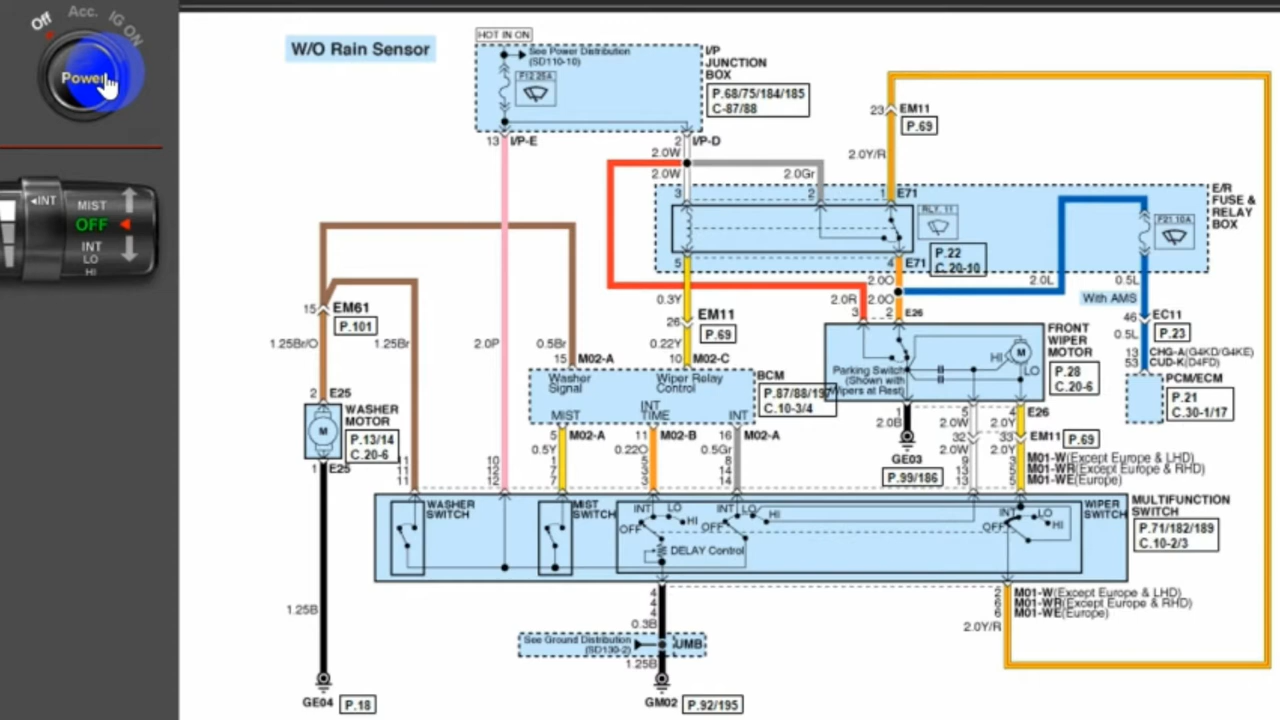 Off
Acc.
IG ON
Power
INT
MIST
OFF
INT
LO
HI
W/O Rain Sensor
HOT IN ON
See Power Distribution
(SD110-10)
F12 25A
I/P
JUNCTION
BOX
P.68/75/184/185
C-87/88
13 I/P-E
2 I/P-D
2.0W
2.0W
2.0Gr
23 EM11
P.69
2.0Y/R
3 2 1 E71
RLY. 11
E/R
FUSE &
RELAY
BOX
F21 10A
P.22
C.20-10
5 4 E71
2.0O
2.0L
0.5L
With AMS
2.0R 2.0O
3 2 E26
0.3Y
26 EM11
P.69
0.22Y
10 M02-C
46 EC11
P.23
0.5L
13 CHG-A(G4KD/G4KE)
53 CUD-K(D4FD)
PCM/ECM
P.21
C.30-1/17
15 EM61
P.101
1.25Br/O
1.25Br
2.0P
0.5Br
15 M02-A
FRONT
WIPER
MOTOR
P.28
C.20-6
M
HI
LO
Parking Switch
(Shown with
Wipers at Rest)
Washer
Signal
Wiper Relay
Control
BCM
P.87/88/197
C.10-3/4
MIST
INT
TIME
INT
2 E25
WASHER
MOTOR
P.13/14
C.20-6
M
1 E25
5 M02-A
11 M02-B
16 M02-A
0.5Y
0.22O
0.5Gr
1
2.0B
GE03
P.99/186
5 4 E26
2.0W 2.0Y
32 33 EM11 P.69
2.0W 2.0Y
11
11
10
12
12
5
7
7
5
3
3
8
14
14
9
13
13
3 M01-W(Except Europe & LHD)
5 M01-WR(Except Europe & RHD)
5 M01-WE(Europe)
WASHER
SWITCH
MIST
SWITCH
INT LO
HI
OFF
INT LO
HI
OFF
DELAY Control
INT LO
HI
OFF
WIPER
SWITCH
MULTIFUNCTION
SWITCH
P.71/182/189
C.10-2/3
1.25B
4
4
4
0.3B
See Ground Distribution
(SD130-2)
UMB
1.25B
2 M01-W(Except Europe & LHD)
6 M01-WR(Except Europe & RHD)
6 M01-WE(Europe)
2.0Y/R
GE04 P.18
GM02 P.92/195